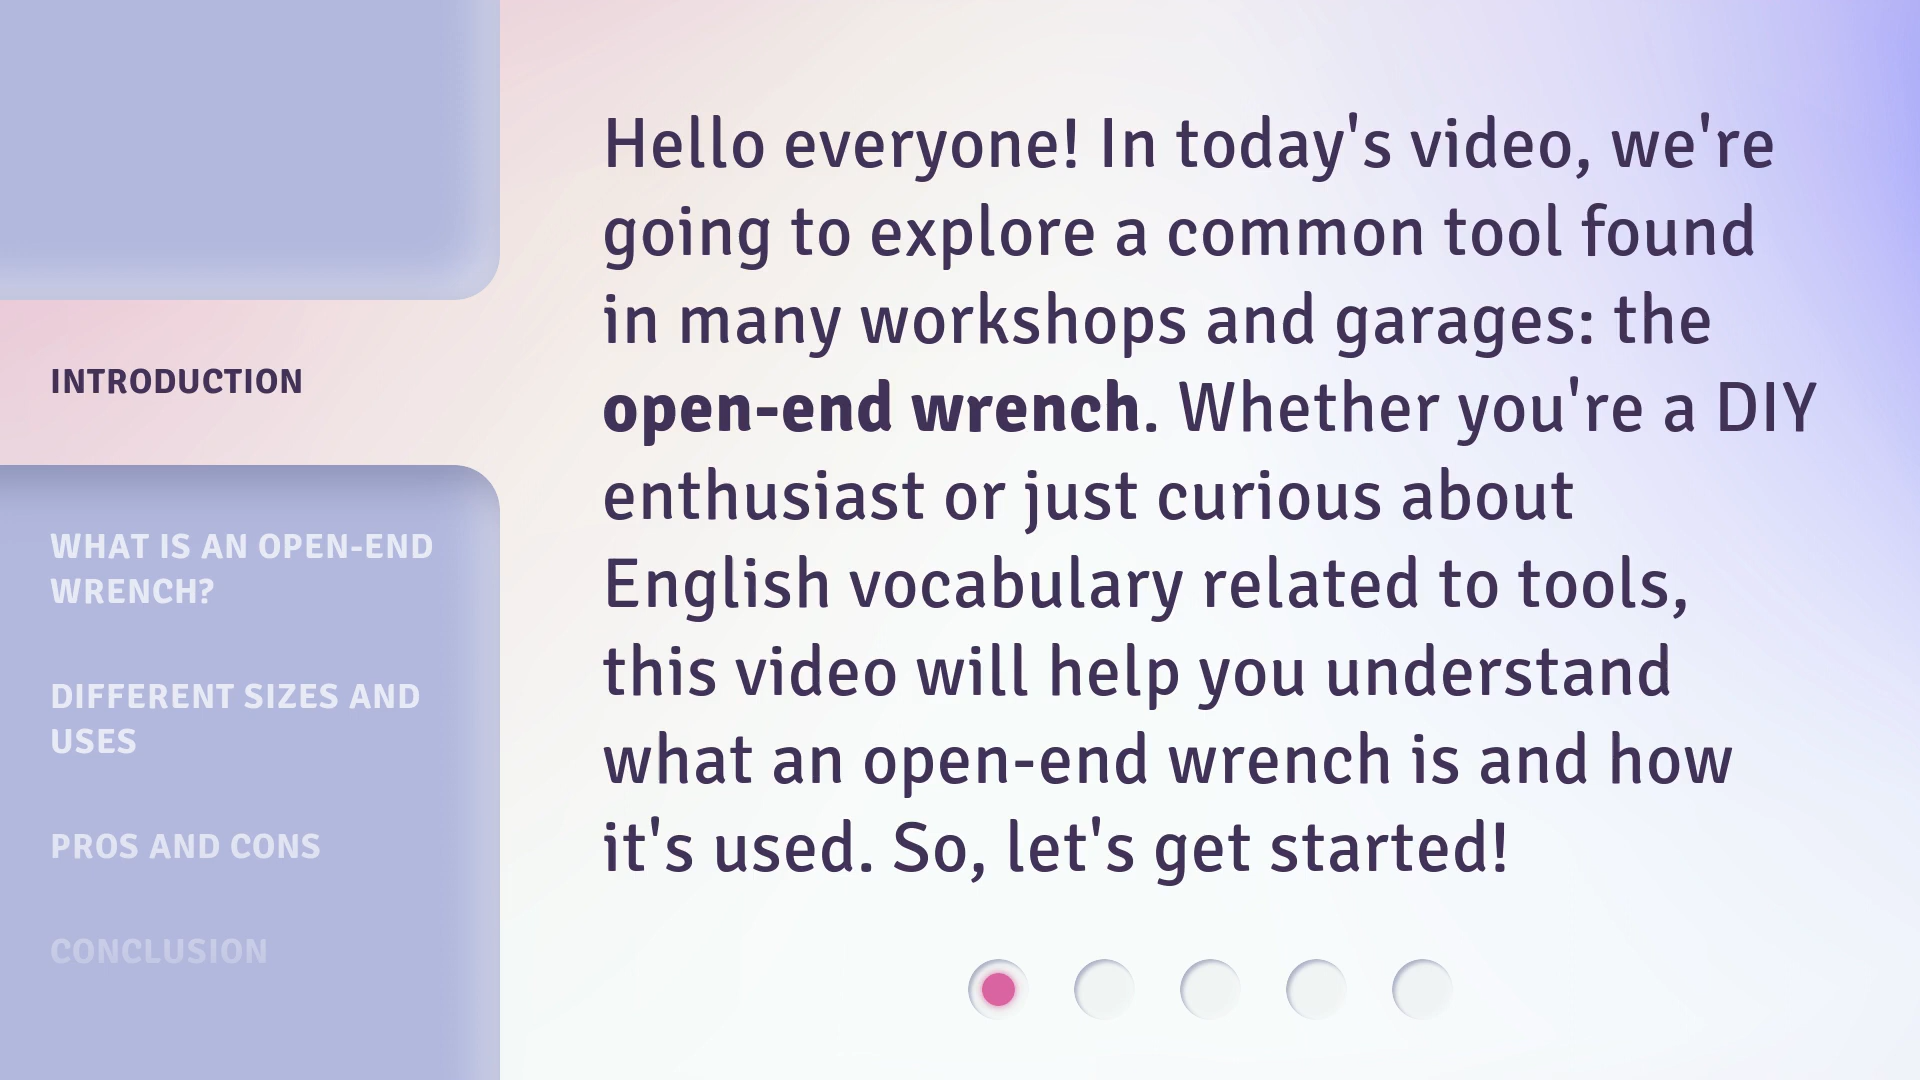 INTRODUCTION
WHAT IS AN OPEN-END
WRENCH?
DIFFERENT SIZES AND
USES
PROS AND CONS
CONCLUSION
Hello everyone! In today's video, we're
going to explore a common tool found
in many workshops and garages: the
open-end wrench. Whether you're a DIY
enthusiast or just curious about
English vocabulary related to tools,
this video will help you understand
what an open-end wrench is and how
it's used. So, let's get started!